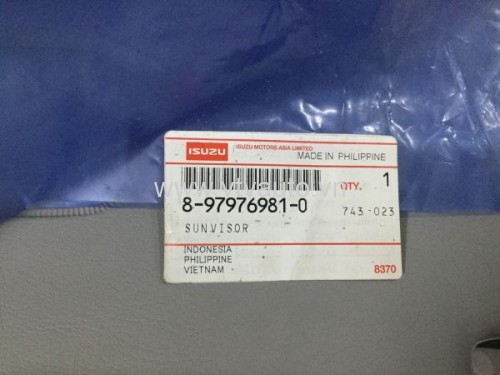 ISUZU ISUZU MOTORS ASIA LIMITED
MADE IN PHILIPPINE
QTY. 1
8-97976981-0 743-023
SUNVISOR
INDONESIA
PHILIPPINE
VIETNAM 8370